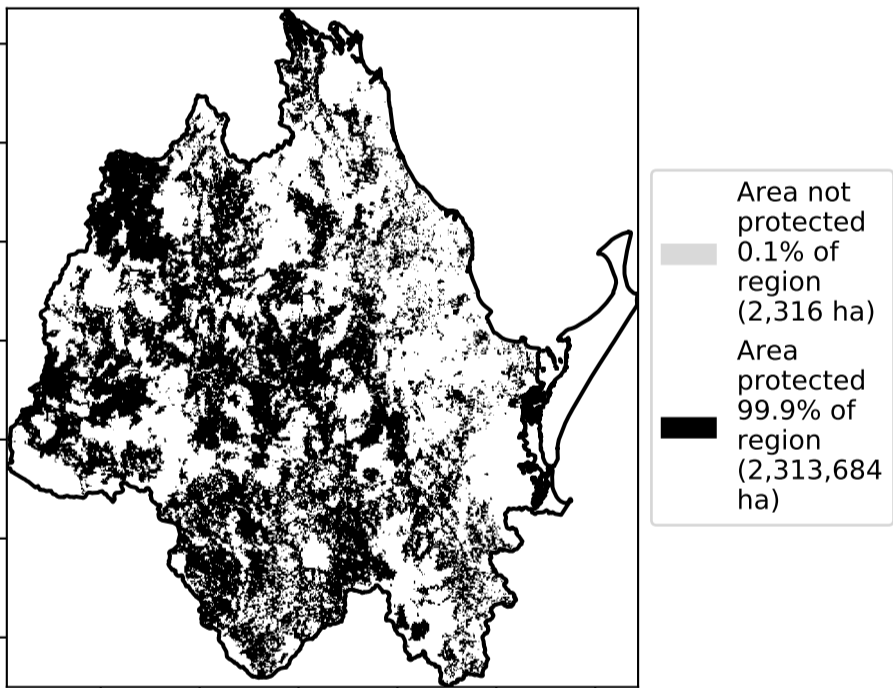 Area not
protected
0.1% of
region
(2,316 ha)
Area
protected
99.9% of
region
(2,313,684
ha)